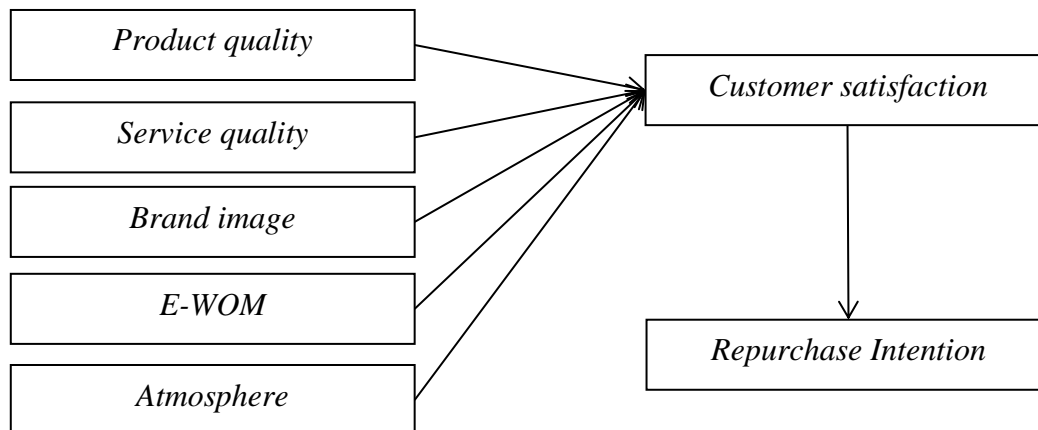 Product quality
Service quality
Brand image
E-WOM
Atmosphere
Customer satisfaction
Repurchase Intention